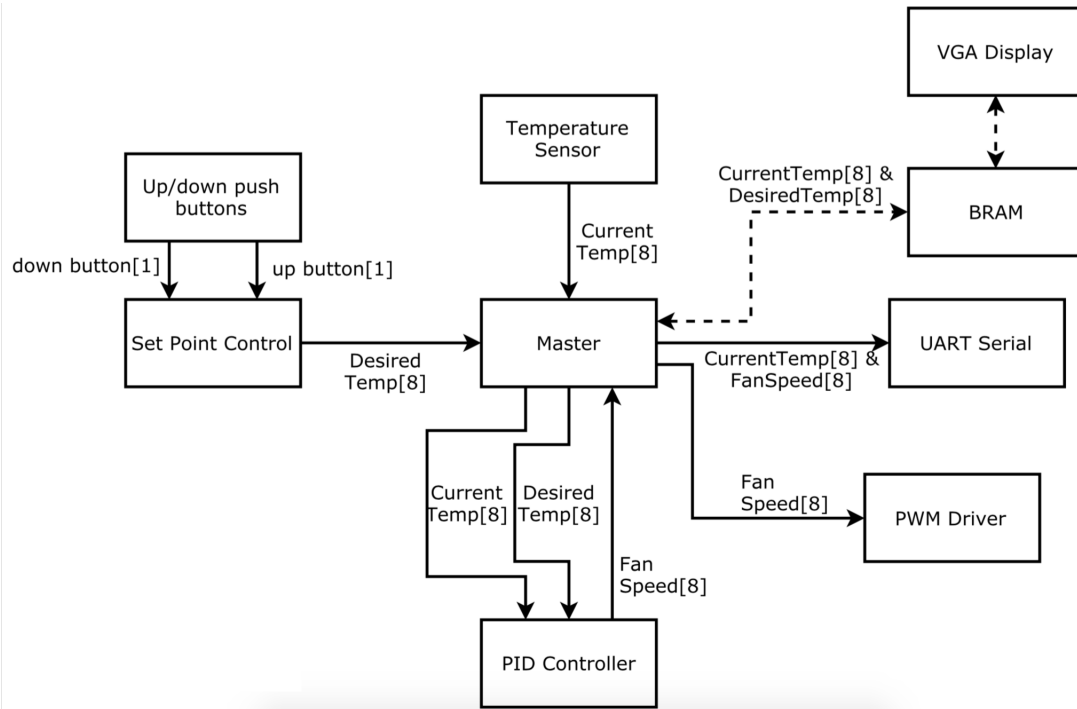 VGA Display
Temperature
Sensor
CurrentTemp[8] &
DesiredTemp[8]
Up/down push
buttons
BRAM
Current
Temp[8]
down button[1]
up button[1]
Set Point Control
Master
UART Serial
Desired
Temp[8]
CurrentTemp[8] &
FanSpeed[8]
Current
Temp[8]
Desired
Temp[8]
Fan
Speed[8]
PWM Driver
Fan
Speed[8]
PID Controller